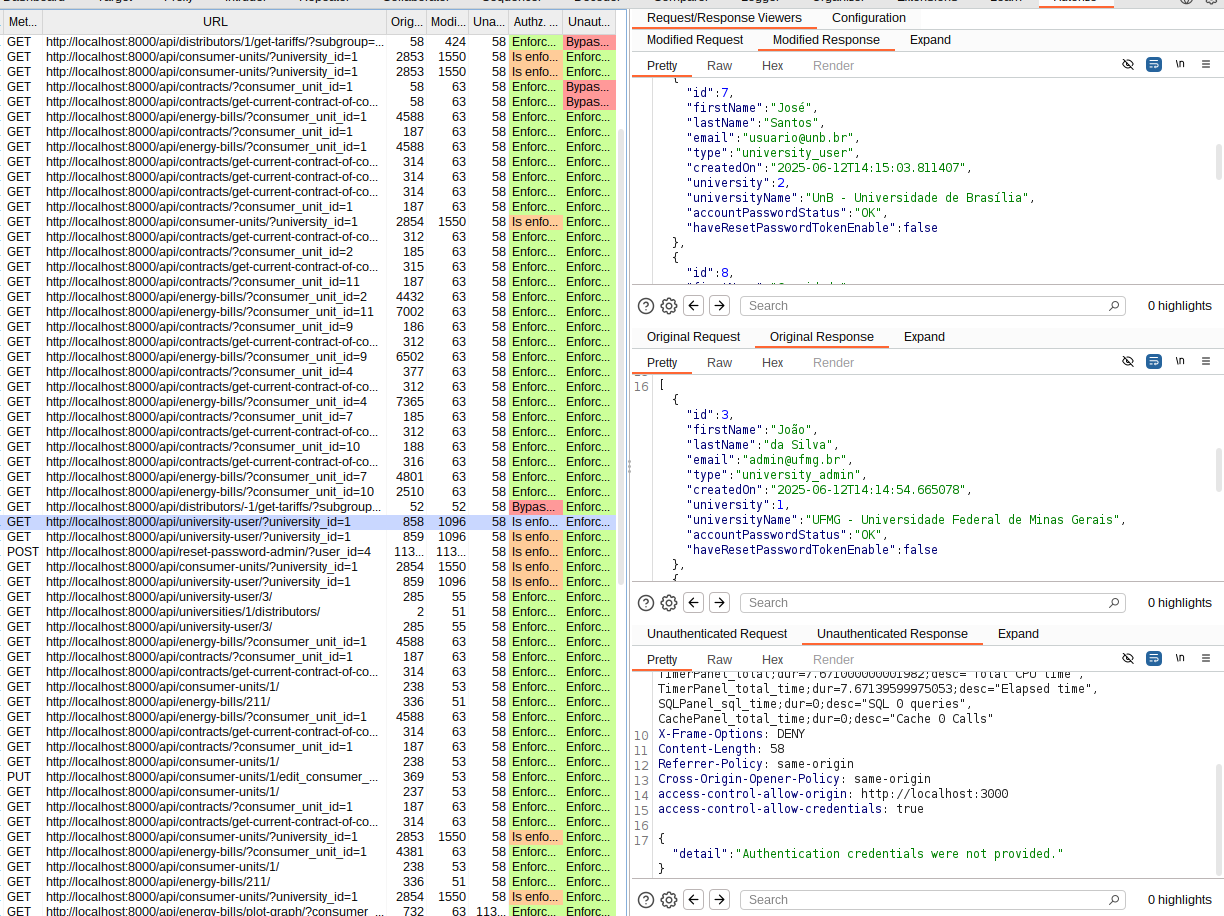 Met... URL Orig... Modi... Una... Authz. ... Unaut...
GET http://localhost:8000/api/distributors/1/get-tariffs/?subgroup=... 58 424 58 Enforc... Bypas...
GET http://localhost:8000/api/consumer-units/?university_id=1 2853 1550 58 Is enfo... Enforc...
GET http://localhost:8000/api/consumer-units/?university_id=1 2853 1550 58 Is enfo... Enforc...
GET http://localhost:8000/api/contracts/?consumer_unit_id=1 58 63 58 Enforc... Bypas...
GET http://localhost:8000/api/contracts/get-current-contract-of-co... 58 63 58 Enforc... Bypas...
GET http://localhost:8000/api/energy-bills/?consumer_unit_id=1 4588 63 58 Enforc... Enforc...
GET http://localhost:8000/api/contracts/?consumer_unit_id=1 187 63 58 Enforc... Enforc...
GET http://localhost:8000/api/energy-bills/?consumer_unit_id=1 4588 63 58 Enforc... Enforc...
GET http://localhost:8000/api/contracts/get-current-contract-of-co... 314 63 58 Enforc... Enforc...
GET http://localhost:8000/api/contracts/get-current-contract-of-co... 314 63 58 Enforc... Enforc...
GET http://localhost:8000/api/contracts/get-current-contract-of-co... 314 63 58 Enforc... Enforc...
GET http://localhost:8000/api/contracts/?consumer_unit_id=1 187 63 58 Enforc... Enforc...
GET http://localhost:8000/api/consumer-units/?university_id=1 2854 1550 58 Is enfo... Enforc...
GET http://localhost:8000/api/contracts/get-current-contract-of-co... 312 63 58 Enforc... Enforc...
GET http://localhost:8000/api/contracts/?consumer_unit_id=2 185 63 58 Enforc... Enforc...
GET http://localhost:8000/api/contracts/get-current-contract-of-co... 315 63 58 Enforc... Enforc...
GET http://localhost:8000/api/contracts/?consumer_unit_id=11 187 63 58 Enforc... Enforc...
GET http://localhost:8000/api/energy-bills/?consumer_unit_id=2 4432 63 58 Enforc... Enforc...
GET http://localhost:8000/api/energy-bills/?consumer_unit_id=11 7002 63 58 Enforc... Enforc...
GET http://localhost:8000/api/contracts/?consumer_unit_id=9 186 63 58 Enforc... Enforc...
GET http://localhost:8000/api/contracts/get-current-contract-of-co... 312 63 58 Enforc... Enforc...
GET http://localhost:8000/api/energy-bills/?consumer_unit_id=9 6502 63 58 Enforc... Enforc...
GET http://localhost:8000/api/contracts/?consumer_unit_id=4 377 63 58 Enforc... Enforc...
GET http://localhost:8000/api/contracts/get-current-contract-of-co... 312 63 58 Enforc... Enforc...
GET http://localhost:8000/api/energy-bills/?consumer_unit_id=4 7365 63 58 Enforc... Enforc...
GET http://localhost:8000/api/contracts/?consumer_unit_id=7 185 63 58 Enforc... Enforc...
GET http://localhost:8000/api/contracts/get-current-contract-of-co... 312 63 58 Enforc... Enforc...
GET http://localhost:8000/api/contracts/?consumer_unit_id=10 188 63 58 Enforc... Enforc...
GET http://localhost:8000/api/contracts/get-current-contract-of-co... 316 63 58 Enforc... Enforc...
GET http://localhost:8000/api/energy-bills/?consumer_unit_id=7 4801 63 58 Enforc... Enforc...
GET http://localhost:8000/api/energy-bills/?consumer_unit_id=10 2510 63 58 Enforc... Enforc...
GET http://localhost:8000/api/distributors/-1/get-tariffs/?subgroup... 52 52 58 Bypas... Enforc...
GET http://localhost:8000/api/university-user/?university_id=1 858 1096 58 Is enfo... Enforc...
GET http://localhost:8000/api/university-user/?university_id=1 859 1096 58 Is enfo... Enforc...
POST http://localhost:8000/api/reset-password-admin/?user_id=4 113... 113... 58 Is enfo... Enforc...
GET http://localhost:8000/api/consumer-units/?university_id=1 2854 1550 58 Is enfo... Enforc...
GET http://localhost:8000/api/university-user/?university_id=1 859 1096 58 Is enfo... Enforc...
GET http://localhost:8000/api/university-user/3/ 285 55 58 Enforc... Enforc...
GET http://localhost:8000/api/universities/1/distributors/ 2 51 58 Enforc... Enforc...
GET http://localhost:8000/api/university-user/3/ 285 55 58 Enforc... Enforc...
GET http://localhost:8000/api/energy-bills/?consumer_unit_id=1 4588 63 58 Enforc... Enforc...
GET http://localhost:8000/api/contracts/?consumer_unit_id=1 187 63 58 Enforc... Enforc...
GET http://localhost:8000/api/contracts/get-current-contract-of-co... 314 63 58 Enforc... Enforc...
GET http://localhost:8000/api/consumer-units/1/ 238 53 58 Enforc... Enforc...
GET http://localhost:8000/api/energy-bills/211/ 336 51 58 Enforc... Enforc...
GET http://localhost:8000/api/energy-bills/?consumer_unit_id=1 4588 63 58 Enforc... Enforc...
GET http://localhost:8000/api/contracts/get-current-contract-of-co... 314 63 58 Enforc... Enforc...
GET http://localhost:8000/api/contracts/?consumer_unit_id=1 187 63 58 Enforc... Enforc...
GET http://localhost:8000/api/consumer-units/1/ 238 53 58 Enforc... Enforc...
PUT http://localhost:8000/api/consumer-units/1/edit_consumer_... 369 53 58 Enforc... Enforc...
GET http://localhost:8000/api/consumer-units/1/ 237 53 58 Enforc... Enforc...
GET http://localhost:8000/api/contracts/?consumer_unit_id=1 187 63 58 Enforc... Enforc...
GET http://localhost:8000/api/contracts/get-current-contract-of-co... 314 63 58 Enforc... Enforc...
GET http://localhost:8000/api/consumer-units/?university_id=1 2853 1550 58 Is enfo... Enforc...
GET http://localhost:8000/api/energy-bills/?consumer_unit_id=1 4381 63 58 Enforc... Enforc...
GET http://localhost:8000/api/consumer-units/1/ 238 53 58 Enforc... Enforc...
GET http://localhost:8000/api/energy-bills/211/ 336 51 58 Enforc... Enforc...
GET http://localhost:8000/api/consumer-units/?university_id=1 2854 1550 58 Is enfo... Enforc...
GET http://localhost:8000/api/energy-bills/plot-graph/?consumer_... 732 63 113... Enforc... Enforc...
Request/Response Viewers Configuration
Modified Request Modified Response Expand
Pretty Raw Hex Render \n
{
"id":7,
"firstName":"José",
"lastName":"Santos",
"email":"usuario@unb.br",
"type":"university_user",
"createdOn":"2025-06-12T14:15:03.811407",
"university":2,
"universityName":"UnB - Universidade de Brasília",
"accountPasswordStatus":"OK",
"haveResetPasswordTokenEnable":false
},
{
"id":8,
Search 0 highlights
Original Request Original Response Expand
Pretty Raw Hex Render \n
16 [
{
"id":3,
"firstName":"João",
"lastName":"da Silva",
"email":"admin@ufmg.br",
"type":"university_admin",
"createdOn":"2025-06-12T14:14:54.665078",
"university":1,
"universityName":"UFMG - Universidade Federal de Minas Gerais",
"accountPasswordStatus":"OK",
"haveResetPasswordTokenEnable":false
},
{
Search 0 highlights
Unauthenticated Request Unauthenticated Response Expand
Pretty Raw Hex Render \n
TimerPanel_total;dur=7.671000000001982;desc="Total CPU time",
TimerPanel_total_time;dur=7.67139599975053;desc="Elapsed time",
SQLPanel_sql_time;dur=0;desc="SQL 0 queries",
CachePanel_total_time;dur=0;desc="Cache 0 Calls"
10 X-Frame-Options: DENY
11 Content-Length: 58
12 Referrer-Policy: same-origin
13 Cross-Origin-Opener-Policy: same-origin
14 access-control-allow-origin: http://localhost:3000
15 access-control-allow-credentials: true
16
17 {
"detail":"Authentication credentials were not provided."
}
Search 0 highlights